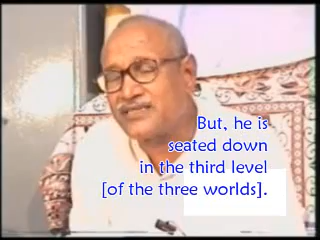 But, he is
seated down
in the third level
[of the three worlds].